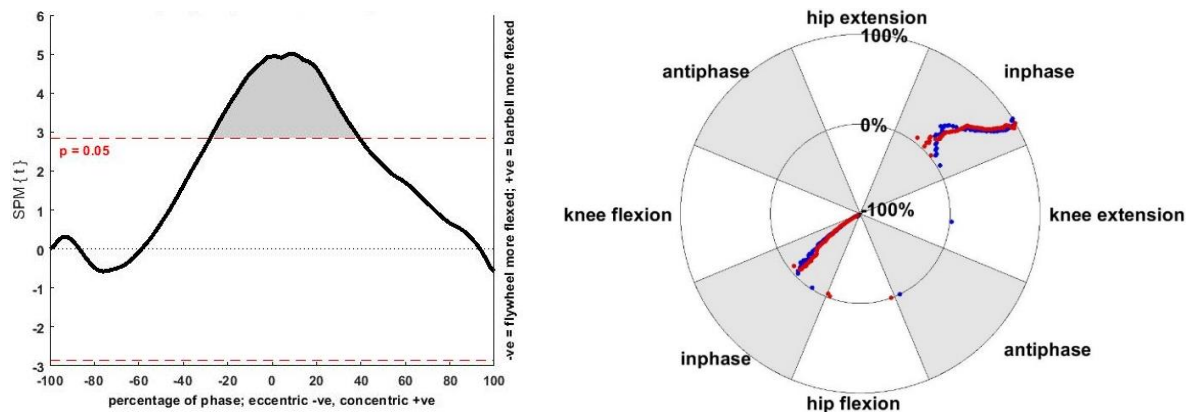 6
5
4
3
2
1
0
-1
-2
-3
SPM { t }
p = 0.05
-100
-80
-60
-40
-20
0
20
40
60
80
100
percentage of phase; eccentric -ve, concentric +ve
-ve = flywheel more flexed; +ve = barbell more flexed
hip extension
100%
antiphase
inphase
0%
knee flexion
-100%
knee extension
inphase
antiphase
hip flexion